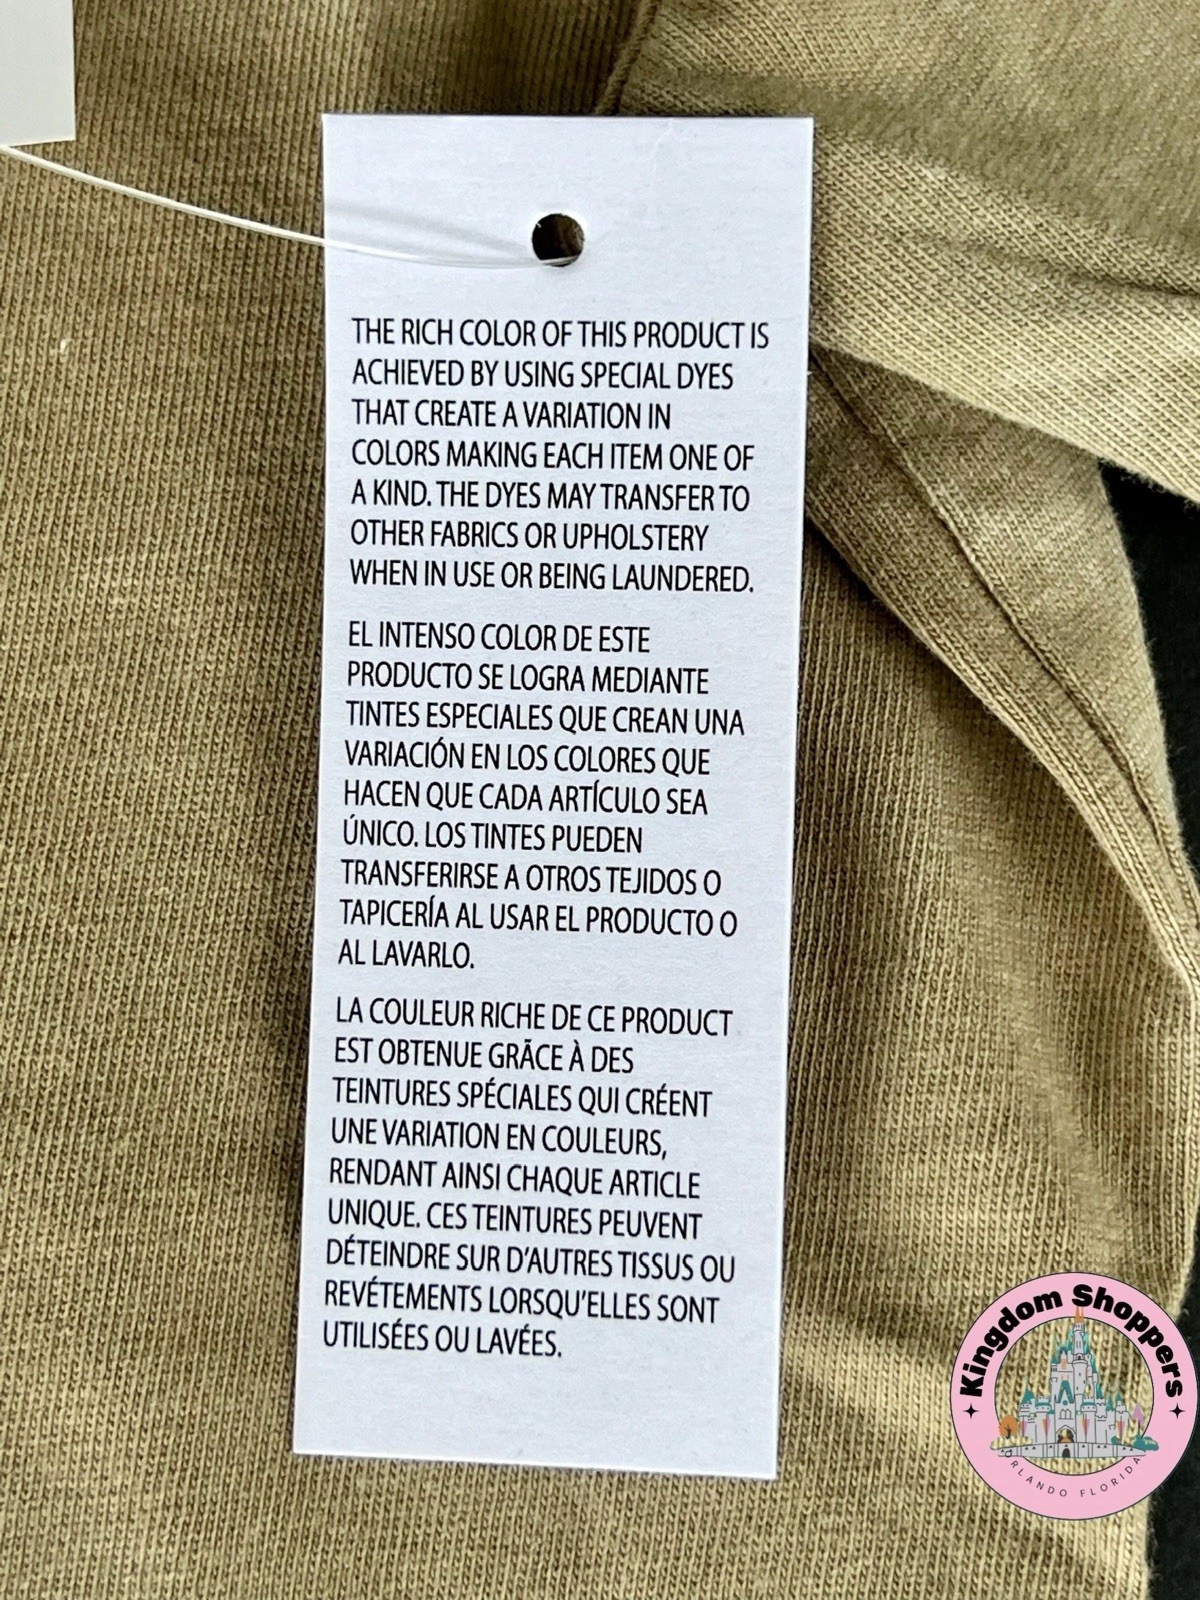 THE RICH COLOR OF THIS PRODUCT IS
ACHIEVED BY USING SPECIAL DYES
THAT CREATE A VARIATION IN
COLORS MAKING EACH ITEM ONE OF
A KIND. THE DYES MAY TRANSFER TO
OTHER FABRICS OR UPHOLSTERY
WHEN IN USE OR BEING LAUNDERED.
EL INTENSO COLOR DE ESTE
PRODUCTO SE LOGRA MEDIANTE
TINTES ESPECIALES QUE CREAN UNA
VARIACIÓN EN LOS COLORES QUE
HACEN QUE CADA ARTÍCULO SEA
ÚNICO. LOS TINTES PUEDEN
TRANSFERIRSE A OTROS TEJIDOS O
TAPICERÍA AL USAR EL PRODUCTO O
AL LAVARLO.
LA COULEUR RICHE DE CE PRODUCT
EST OBTENUE GRÃCE À DES
TEINTURES SPÉCIALES QUI CRÉENT
UNE VARIATION EN COULEURS,
RENDANT AINSI CHAQUE ARTICLE
UNIQUE. CES TEINTURES PEUVENT
DÉTEINDRE SUR D'AUTRES TISSUS OU
REVÉTEMENTS LORSQU'ELLES SONT
UTILISÉES OU LAVÉES.
Kingdom Shoppers
ORLANDO FLORIDA